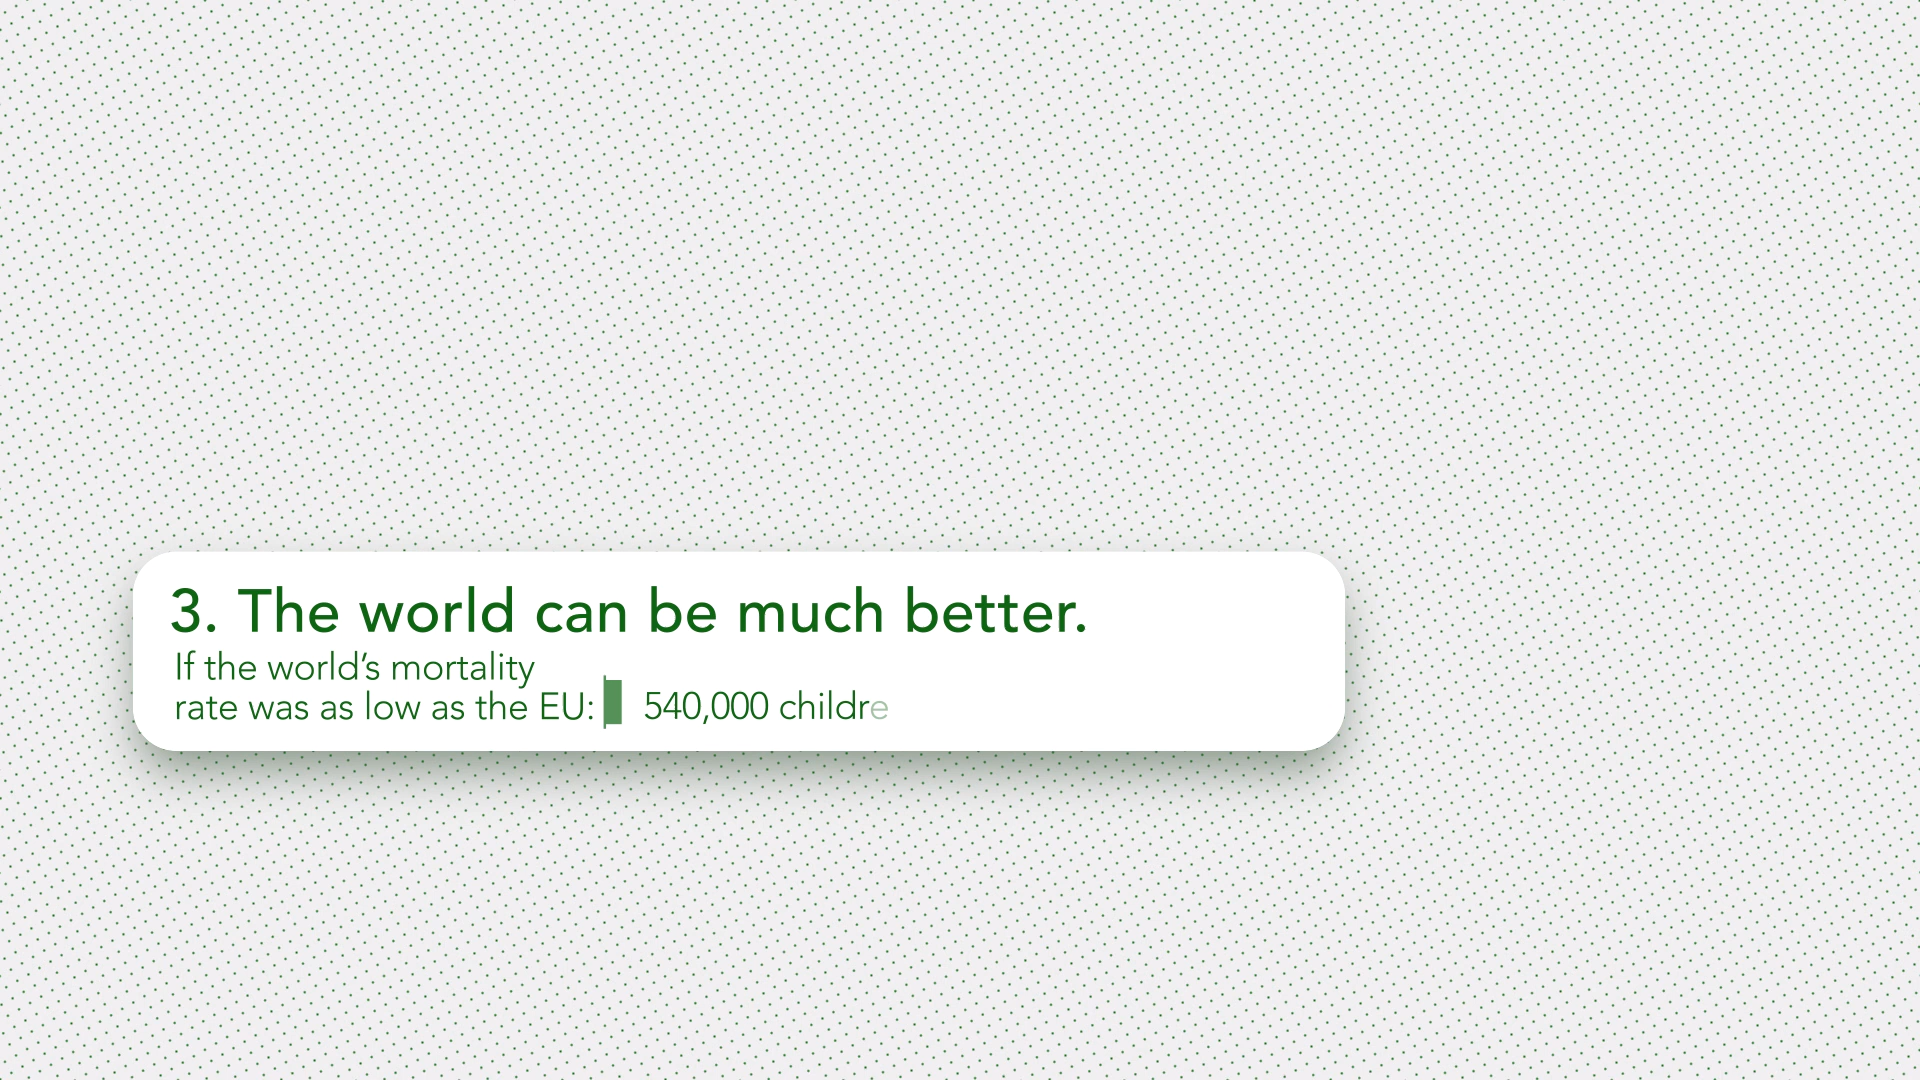 3. The world can be much better.
If the world’s mortality
rate was as low as the EU: 540,000 childre